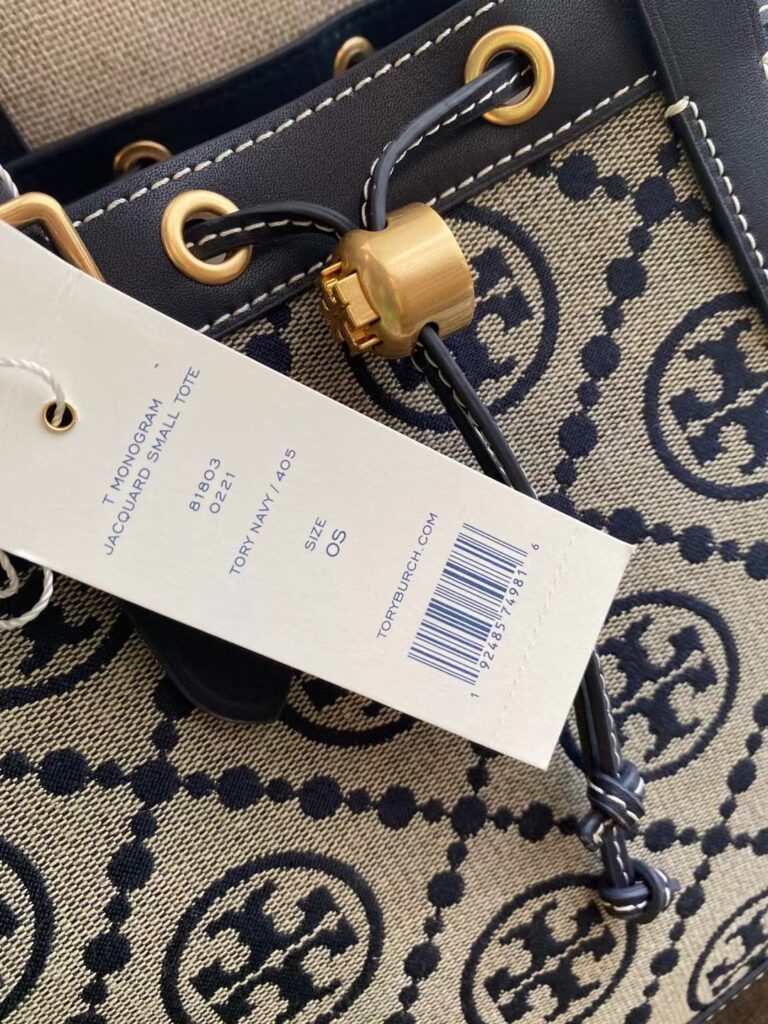 T MONOGRAM
JACQUARD SMALL TOTE
81803
0221
TORY NAVY / 405
SIZE
OS
TORYBURCH.COM
1 92485 74981 6